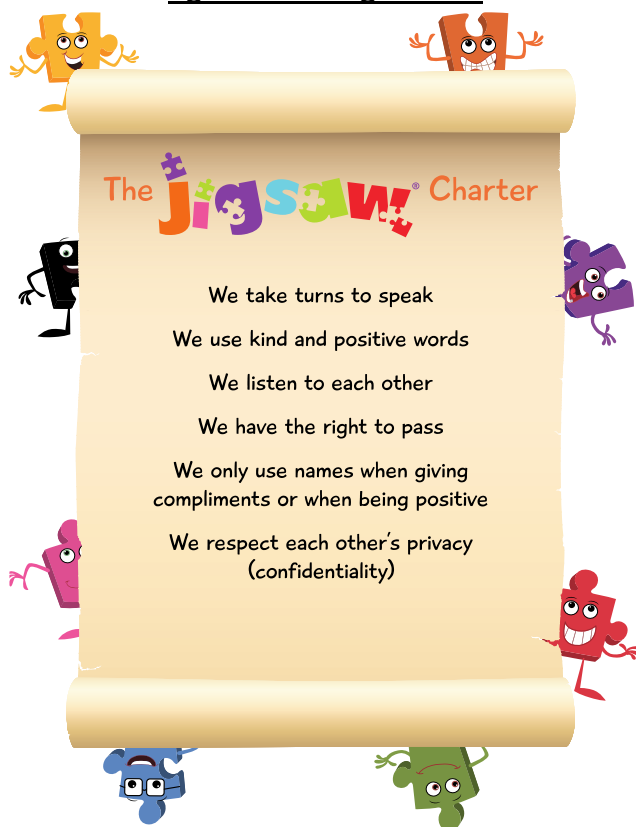 The jigsaw® Charter
We take turns to speak
We use kind and positive words
We listen to each other
We have the right to pass
We only use names when giving
compliments or when being positive
We respect each other's privacy
(confidentiality)